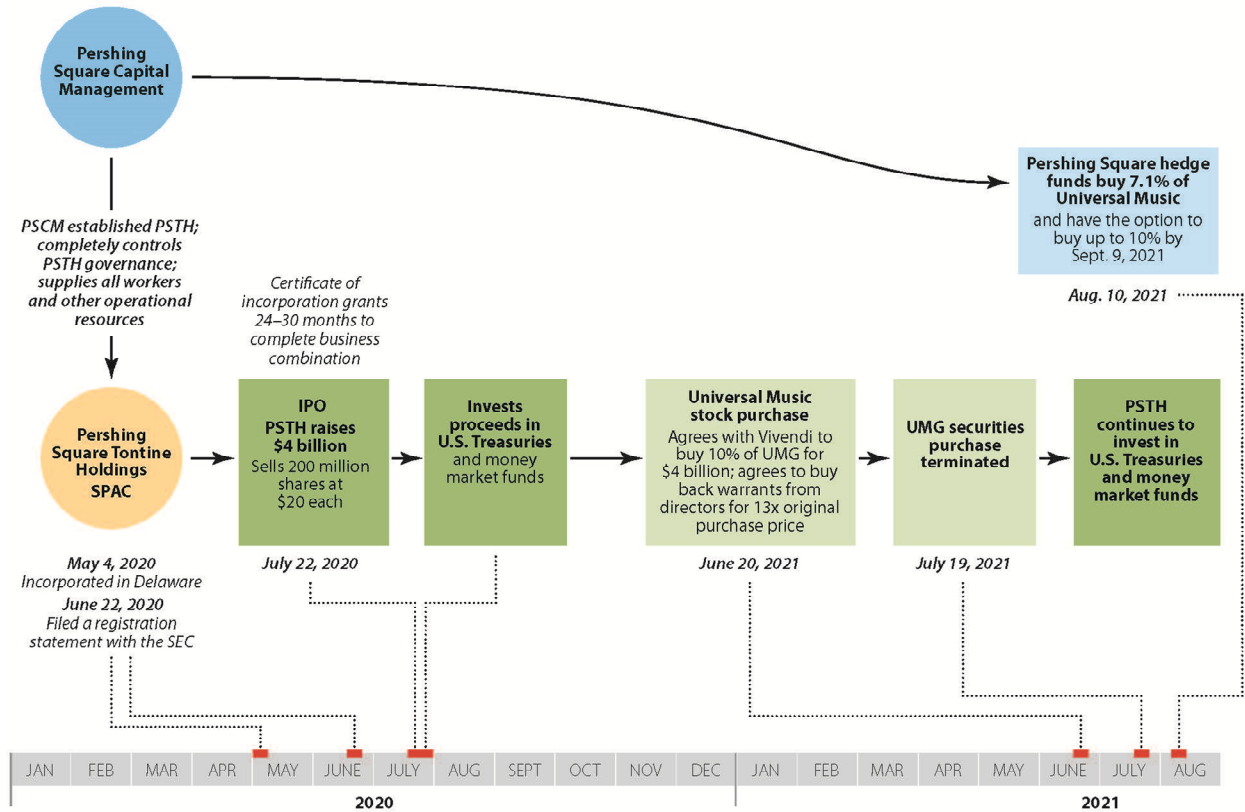 Pershing
Square Capital
Management
Pershing Square hedge
funds buy 7.1% of
Universal Music
and have the option to
buy up to 10% by
Sept. 9, 2021
Aug. 10, 2021
PSCM established PSTH;
completely controls
PSTH governance;
supplies all workers
and other operational
resources
Certificate of
incorporation grants
24–30 months to
complete business
combination
Pershing
Square Tontine
Holdings
SPAC
IPO
PSTH raises
$4 billion
Sells 200 million
shares at
$20 each
Invests
proceeds in
U.S. Treasuries
and money
market funds
Universal Music
stock purchase
Agrees with Vivendi to
buy 10% of UMG for
$4 billion; agrees to buy
back warrants from
directors for 13x original
purchase price
UMG securities
purchase
terminated
PSTH
continues to
invest in
U.S. Treasuries
and money
market funds
May 4, 2020
Incorporated in Delaware
June 22, 2020
Filed a registration
statement with the SEC
July 22, 2020
June 20, 2021
July 19, 2021
JAN FEB MAR APR MAY JUNE JULY AUG SEPT OCT NOV DEC JAN FEB MAR APR MAY JUNE JULY AUG
2020 2021